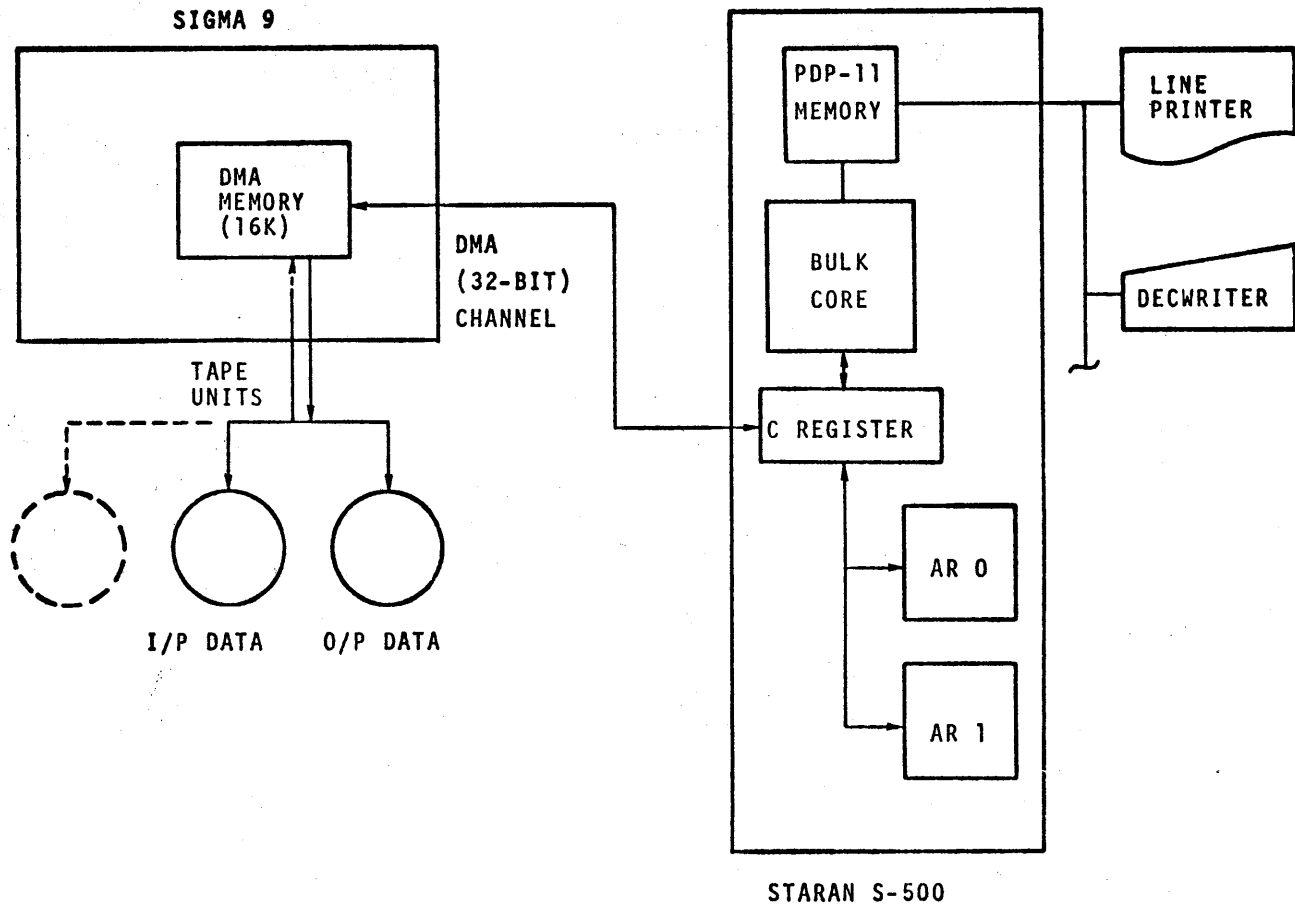 SIGMA 9
DMA
MEMORY
(16K)
DMA
(32-BIT)
CHANNEL
TAPE
UNITS
I/P DATA
O/P DATA
PDP-11
MEMORY
BULK
CORE
C REGISTER
AR 0
AR 1
LINE
PRINTER
DECWRITER
STARAN S-500